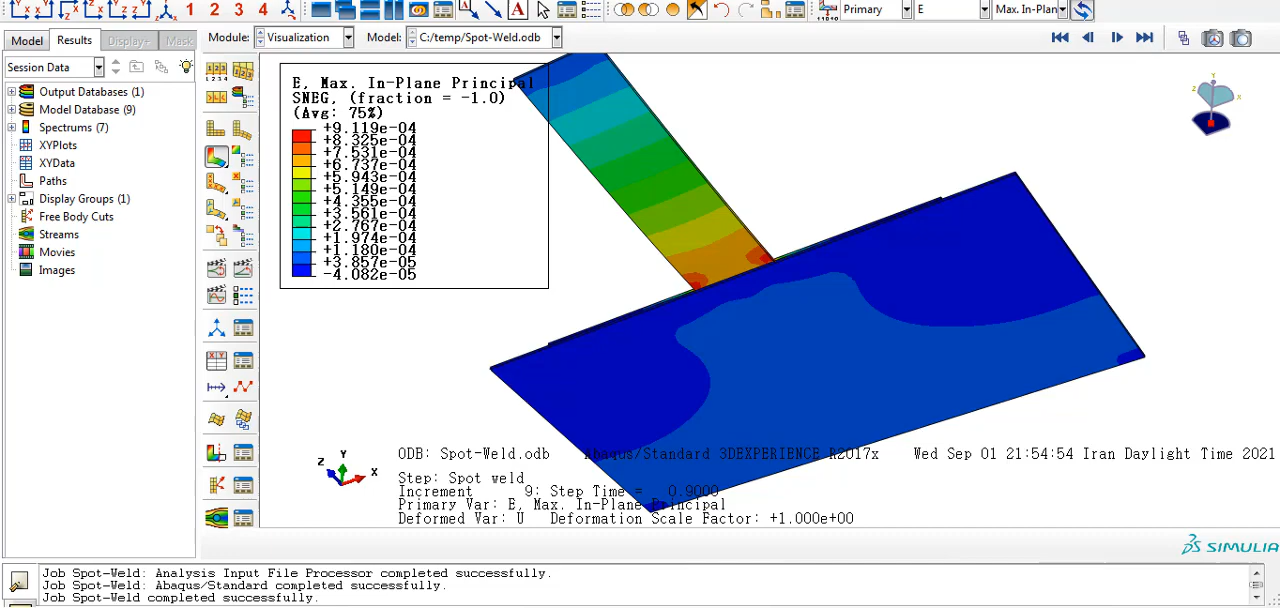 1 2 3 4 A Primary E Max. In-Plan
Model Results Display+ Mask Module: Visualization Model: C:/temp/Spot-Weld.odb
Session Data
Output Databases (1)
Model Database (9)
Spectrums (7)
XYPlots
XYData
Paths
Display Groups (1)
Free Body Cuts
Streams
Movies
Images
E, Max. In-Plane Principal
SNEG, (fraction = -1.0)
(Avg: 75%)
+9.119e-04
+8.325e-04
+7.531e-04
+6.737e-04
+5.943e-04
+5.149e-04
+4.355e-04
+3.561e-04
+2.767e-04
+1.974e-04
+1.180e-04
+3.857e-05
-4.082e-05
Y
Z X
Y
Z X
ODB: Spot-Weld.odb Abaqus/Standard 3DEXPERIENCE R2017x Wed Sep 01 21:54:54 Iran Daylight Time 2021
Step: Spot weld
Increment 9: Step Time = 0.9000
Primary Var: E, Max. In-Plane Principal
Deformed Var: U Deformation Scale Factor: +1.000e+00
SIMULIA
Job Spot-Weld: Analysis Input File Processor completed successfully.
Job Spot-Weld: Abaqus/Standard completed successfully.
Job Spot-Weld completed successfully.